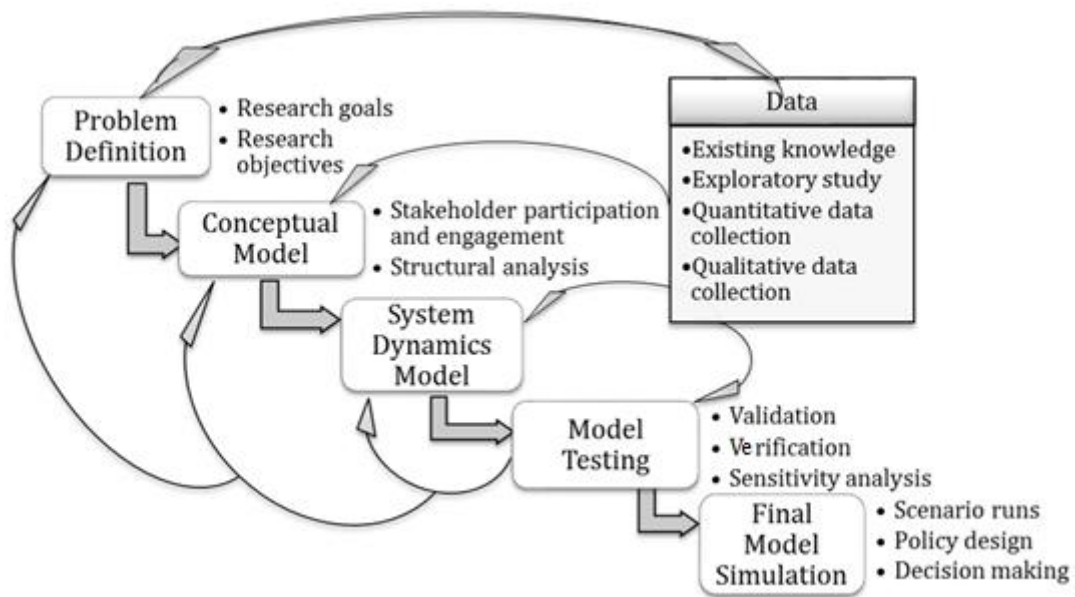 Problem
Definition
• Research goals
• Research
objectives
Data
•Existing knowledge
•Exploratory study
•Quantitative data
collection
•Qualitative data
collection
Conceptual
Model
• Stakeholder participation
and engagement
• Structural analysis
System
Dynamics
Model
Model
Testing
• Validation
• Verification
• Sensitivity analysis
Final
Model
Simulation
• Scenario runs
• Policy design
• Decision making